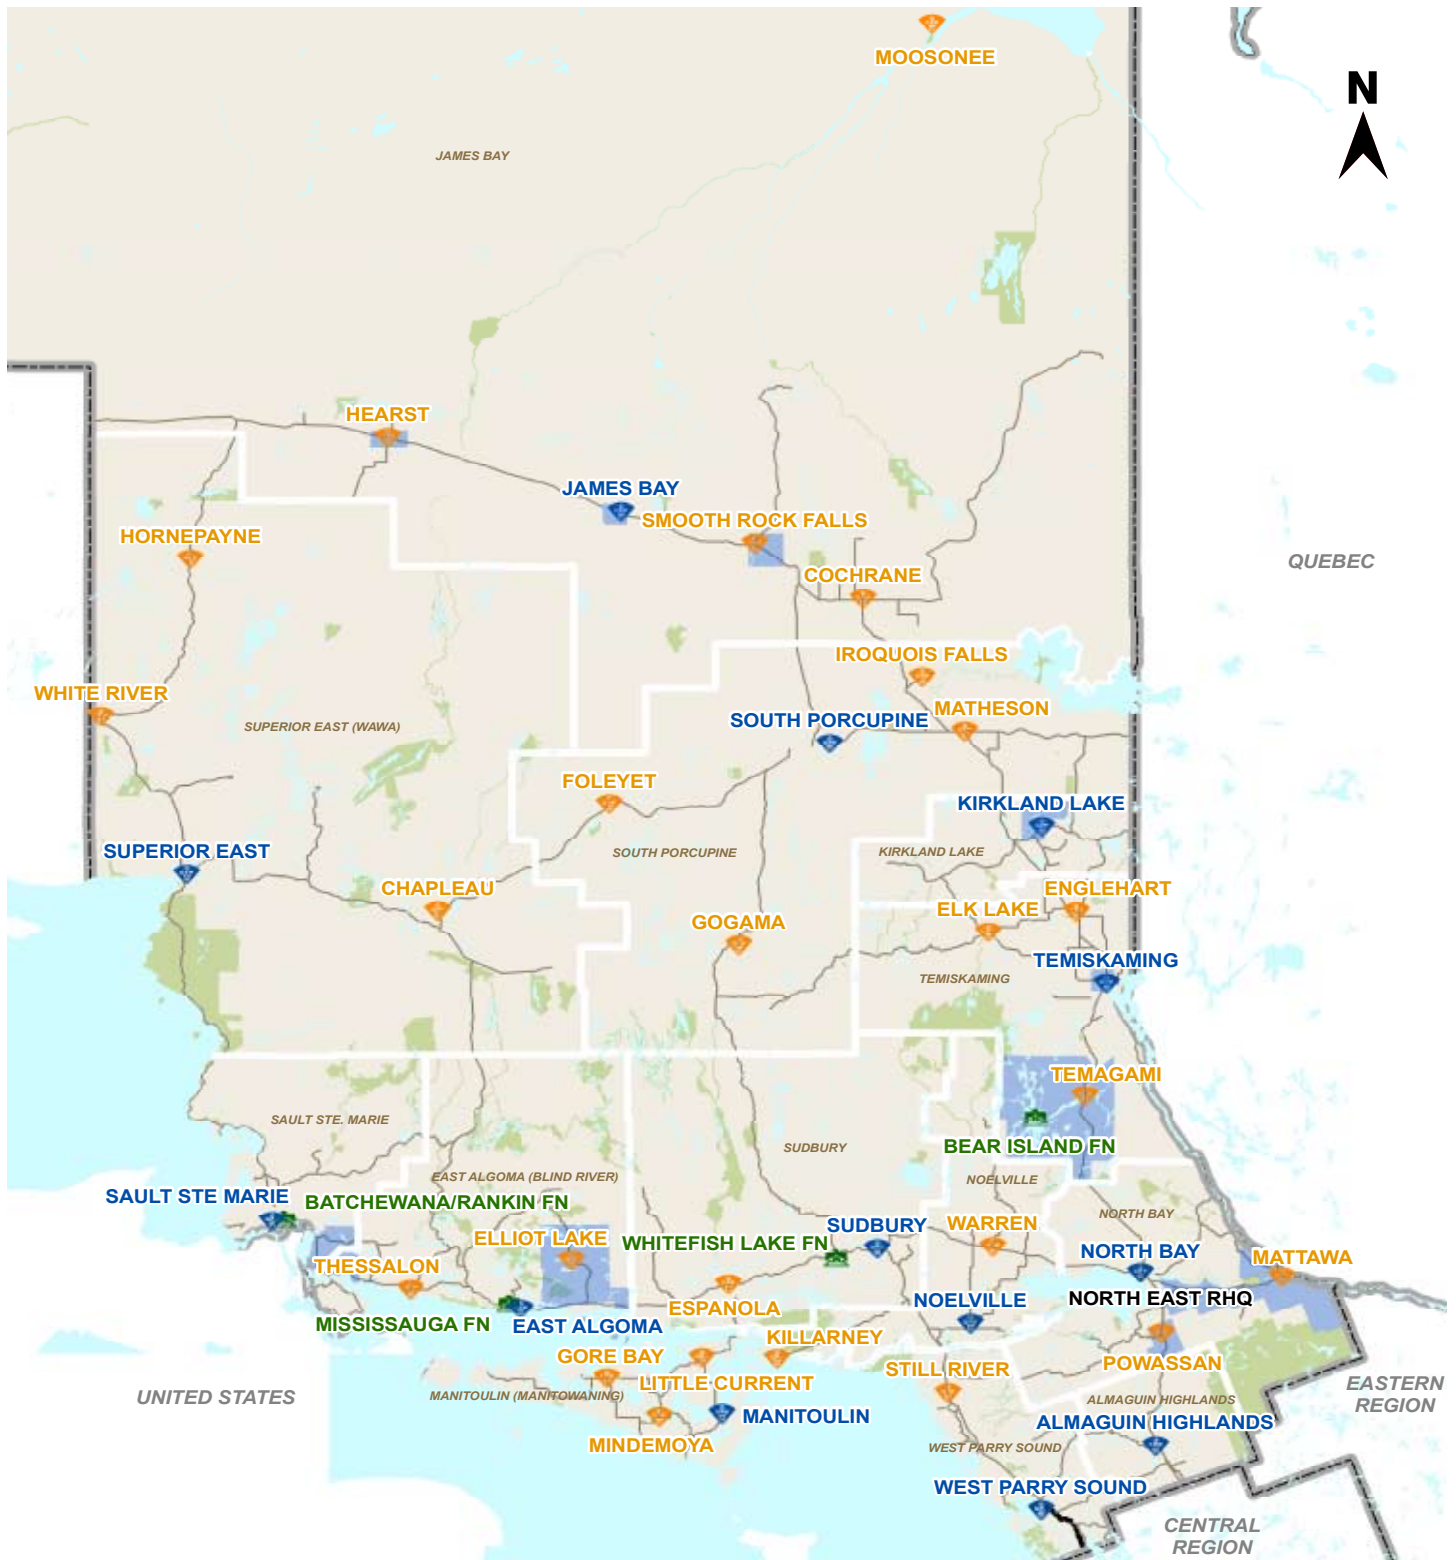 MOOSONEE
N
JAMES BAY
HEARST
JAMES BAY
SMOOTH ROCK FALLS
HORNEPAYNE
QUEBEC
COCHRANE
IROQUOIS FALLS
WHITE RIVER
MATHESON
SOUTH PORCUPINE
SUPERIOR EAST (WAWA)
FOLEYET
KIRKLAND LAKE
SUPERIOR EAST
SOUTH PORCUPINE
KIRKLAND LAKE
CHAPLEAU
ENGLEHART
ELK LAKE
GOGAMA
TEMISKAMING
TEMISKAMING
TEMAGAMI
SAULT STE. MARIE
SUDBURY
BEAR ISLAND FN
EAST ALGOMA (BLIND RIVER)
NOELVILLE
SAULT STE MARIE
BATCHEWANA/RANKIN FN
NORTH BAY
SUDBURY
WARREN
ELLIOT LAKE
WHITEFISH LAKE FN
NORTH BAY
MATTAWA
THESSALON
NORTH EAST RHQ
NOELVILLE
ESPANOLA
MISSISSAUGA FN
EAST ALGOMA
KILLARNEY
GORE BAY
POWASSAN
STILL RIVER
LITTLE CURRENT
EASTERN
REGION
UNITED STATES
MANITOULIN (MANITOWANING)
ALMAGUIN HIGHLANDS
MANITOULIN
ALMAGUIN HIGHLANDS
MINDEMOYA
WEST PARRY SOUND
WEST PARRY SOUND
CENTRAL
REGION